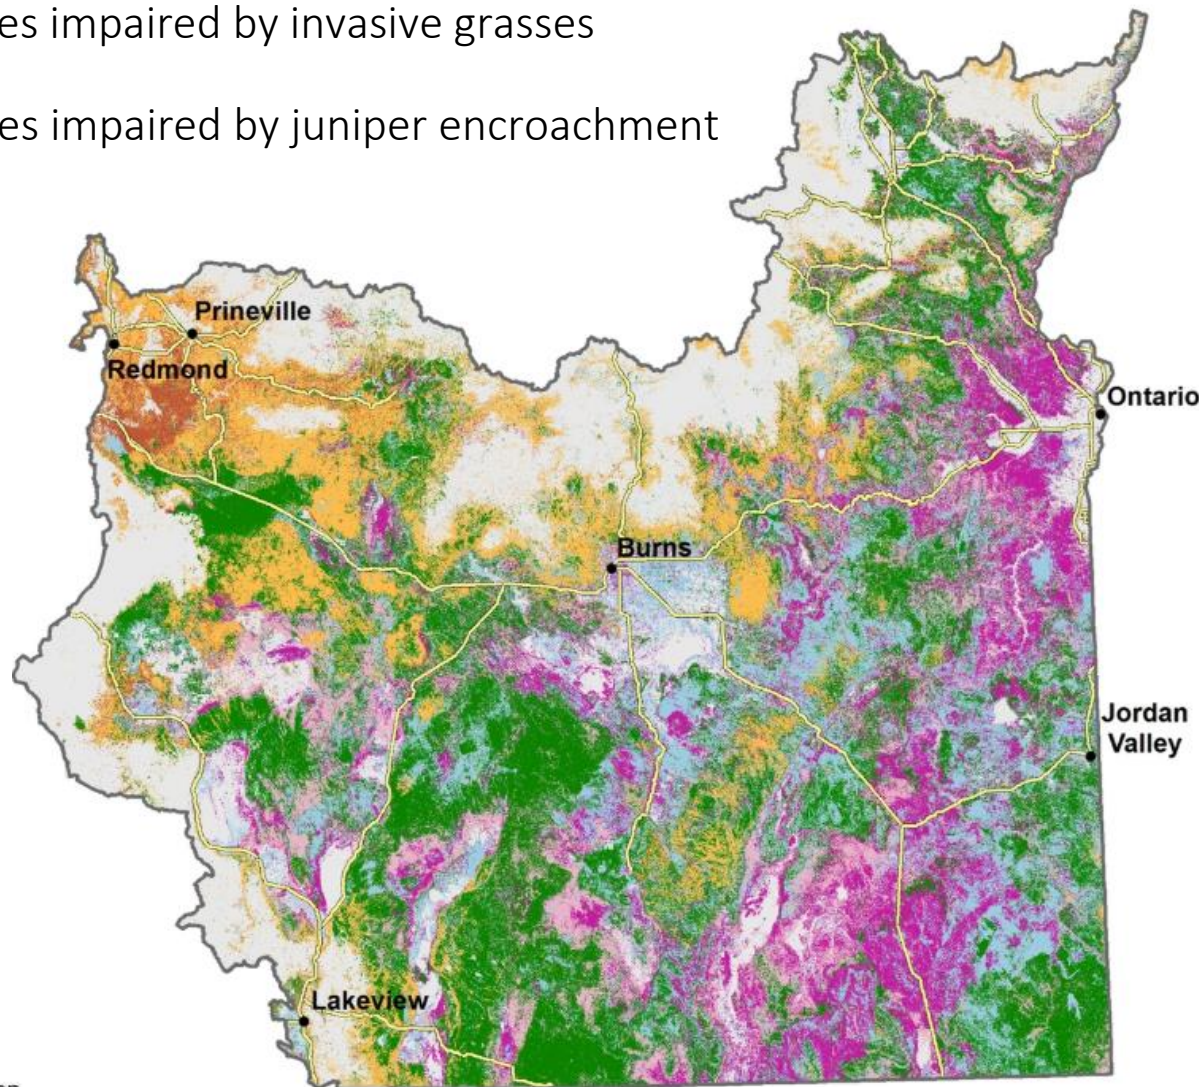 es impaired by invasive grasses
es impaired by juniper encroachment
Prineville
Redmond
Ontario
Burns
Jordan
Valley
Lakeview